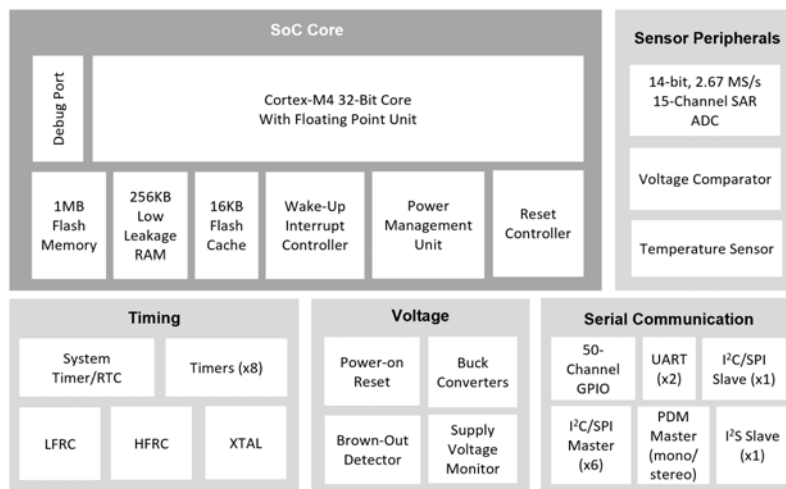 SoC Core
Debug Port
Cortex-M4 32-Bit Core
With Floating Point Unit
1MB
Flash
Memory
256KB
Low
Leakage
RAM
16KB
Flash
Cache
Wake-Up
Interrupt
Controller
Power
Management
Unit
Reset
Controller
Sensor Peripherals
14-bit, 2.67 MS/s
15-Channel SAR
ADC
Voltage Comparator
Temperature Sensor
Timing
System
Timer/RTC
Timers (x8)
LFRC
HFRC
XTAL
Voltage
Power-on
Reset
Buck
Converters
Brown-Out
Detector
Supply
Voltage
Monitor
Serial Communication
50-
Channel
GPIO
UART
(x2)
I²C/SPI
Slave (x1)
I²C/SPI
Master
(x6)
PDM
Master
(mono/
stereo)
I²S Slave
(x1)